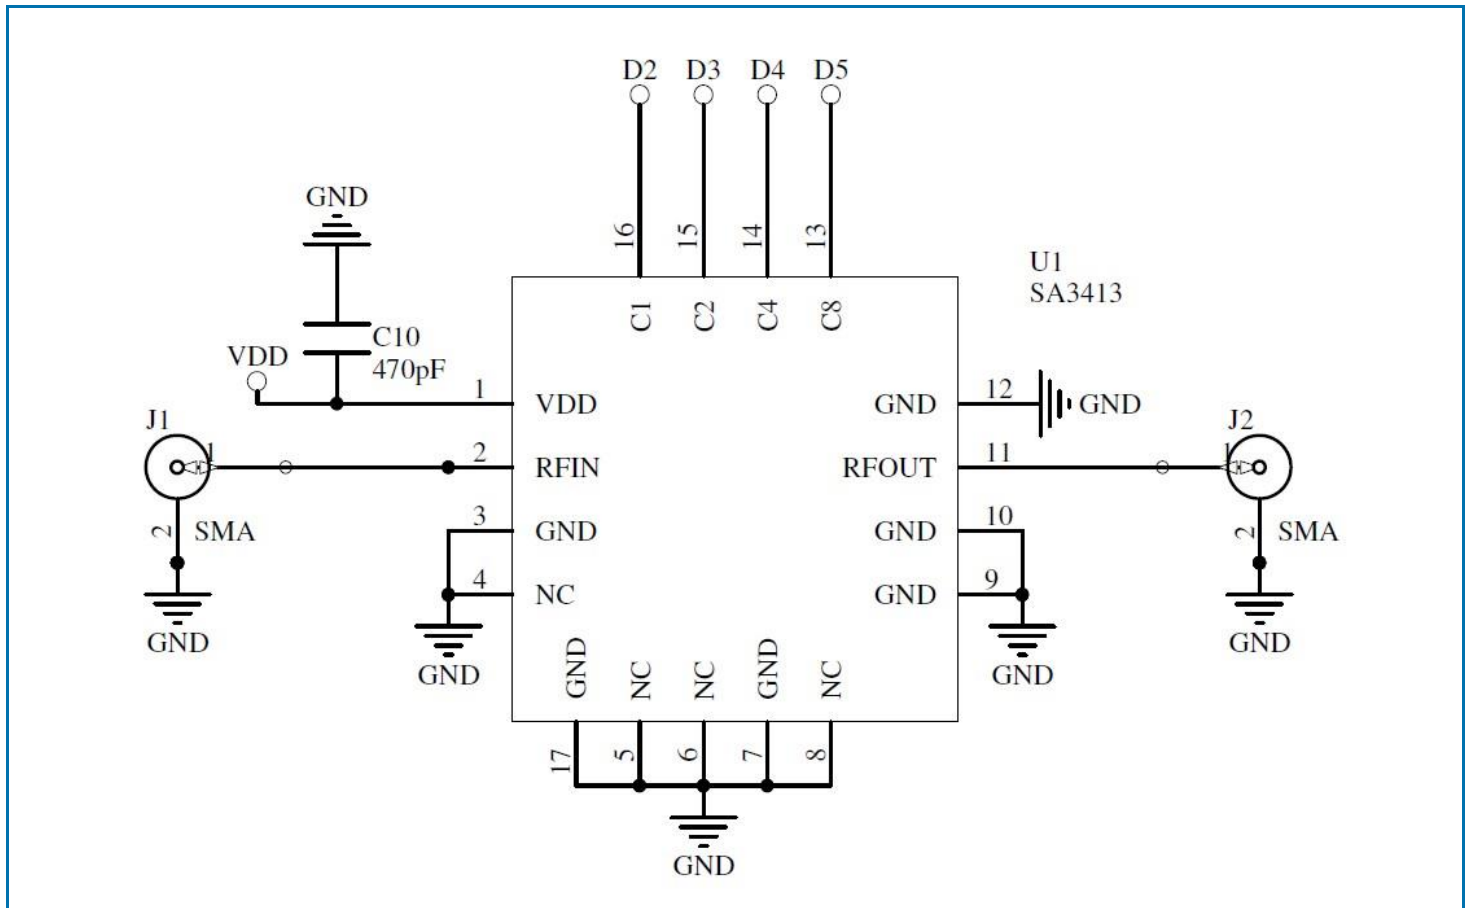 D2 D3 D4 D5
GND
16 15 14 13
U1
SA3413
C1 C2 C4 C8
C10
470pF
VDD
1 VDD GND 12 GND
J1 J2
1 2 RFIN RFOUT 11 1
3 GND GND 10
2 SMA 2 SMA
4 NC GND 9
GND GND
GND GND
GND NC NC GND NC
17 5 6 7 8
GND